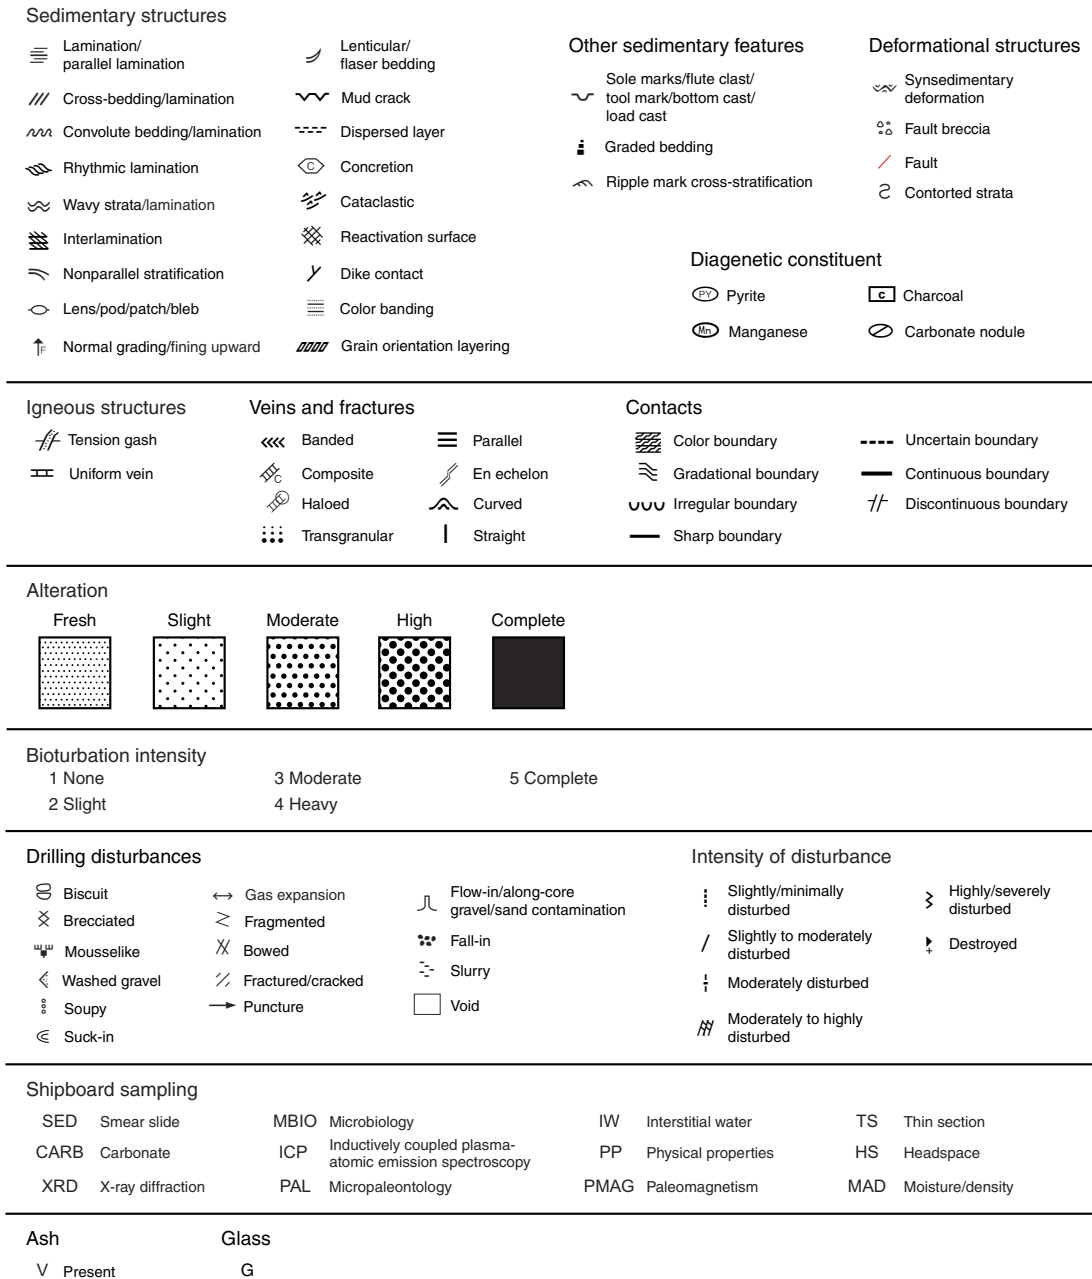 Sedimentary structures
Lamination/
parallel lamination
Cross-bedding/lamination
Convolute bedding/lamination
Rhythmic lamination
Wavy strata/lamination
Interlamination
Nonparallel stratification
Lens/pod/patch/bleb
F Normal grading/fining upward
Lenticular/
flaser bedding
Mud crack
Dispersed layer
C Concretion
Cataclastic
Reactivation surface
Dike contact
Color banding
Grain orientation layering
Other sedimentary features
Sole marks/flute clast/
tool mark/bottom cast/
load cast
Graded bedding
Ripple mark cross-stratification
Deformational structures
Synsedimentary
deformation
Fault breccia
Fault
Contorted strata
Diagenetic constituent
PY Pyrite
Mn Manganese
c Charcoal
Carbonate nodule
Igneous structures
Tension gash
Uniform vein
Veins and fractures
Banded
C Composite
Haloed
Transgranular
Parallel
En echelon
Curved
Straight
Contacts
Color boundary
Gradational boundary
Irregular boundary
Sharp boundary
Uncertain boundary
Continuous boundary
Discontinuous boundary
Alteration
Fresh Slight Moderate High Complete
Bioturbation intensity
1 None 3 Moderate 5 Complete
2 Slight 4 Heavy
Drilling disturbances
Biscuit
Brecciated
Mousselike
Washed gravel
Soupy
Suck-in
Gas expansion
Fragmented
Bowed
Fractured/cracked
Puncture
Flow-in/along-core
gravel/sand contamination
Fall-in
Slurry
Void
Intensity of disturbance
Slightly/minimally
disturbed
Slightly to moderately
disturbed
Moderately disturbed
Moderately to highly
disturbed
Highly/severely
disturbed
Destroyed
Shipboard sampling
SED Smear slide
CARB Carbonate
XRD X-ray diffraction
MBIO Microbiology
ICP Inductively coupled plasma-
atomic emission spectroscopy
PAL Micropaleontology
IW Interstitial water
PP Physical properties
PMAG Paleomagnetism
TS Thin section
HS Headspace
MAD Moisture/density
Ash
V Present
Glass
G